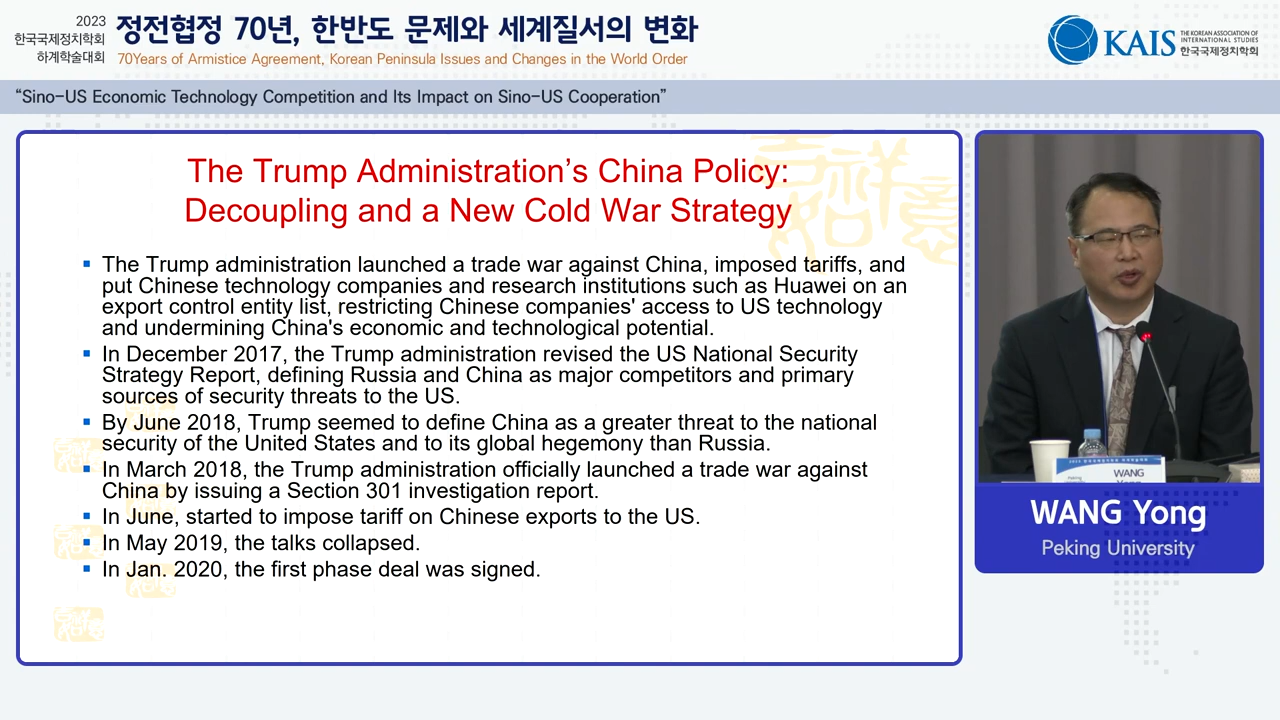 2023
한국국제정치학회
하계학술대회
정전협정 70년, 한반도 문제와 세계질서의 변화
70Years of Armistice Agreement, Korean Peninsula Issues and Changes in the World Order
KAIS
THE KOREAN ASSOCIATION OF
INTERNATIONAL STUDIES
한국국제정치학회
“Sino-US Economic Technology Competition and Its Impact on Sino-US Cooperation”
The Trump Administration’s China Policy:
Decoupling and a New Cold War Strategy
The Trump administration launched a trade war against China, imposed tariffs, and
put Chinese technology companies and research institutions such as Huawei on an
export control entity list, restricting Chinese companies' access to US technology
and undermining China's economic and technological potential.
In December 2017, the Trump administration revised the US National Security
Strategy Report, defining Russia and China as major competitors and primary
sources of security threats to the US.
By June 2018, Trump seemed to define China as a greater threat to the national
security of the United States and to its global hegemony than Russia.
In March 2018, the Trump administration officially launched a trade war against
China by issuing a Section 301 investigation report.
In June, started to impose tariff on Chinese exports to the US.
In May 2019, the talks collapsed.
In Jan. 2020, the first phase deal was signed.
WANG
WANG Yong
Peking University